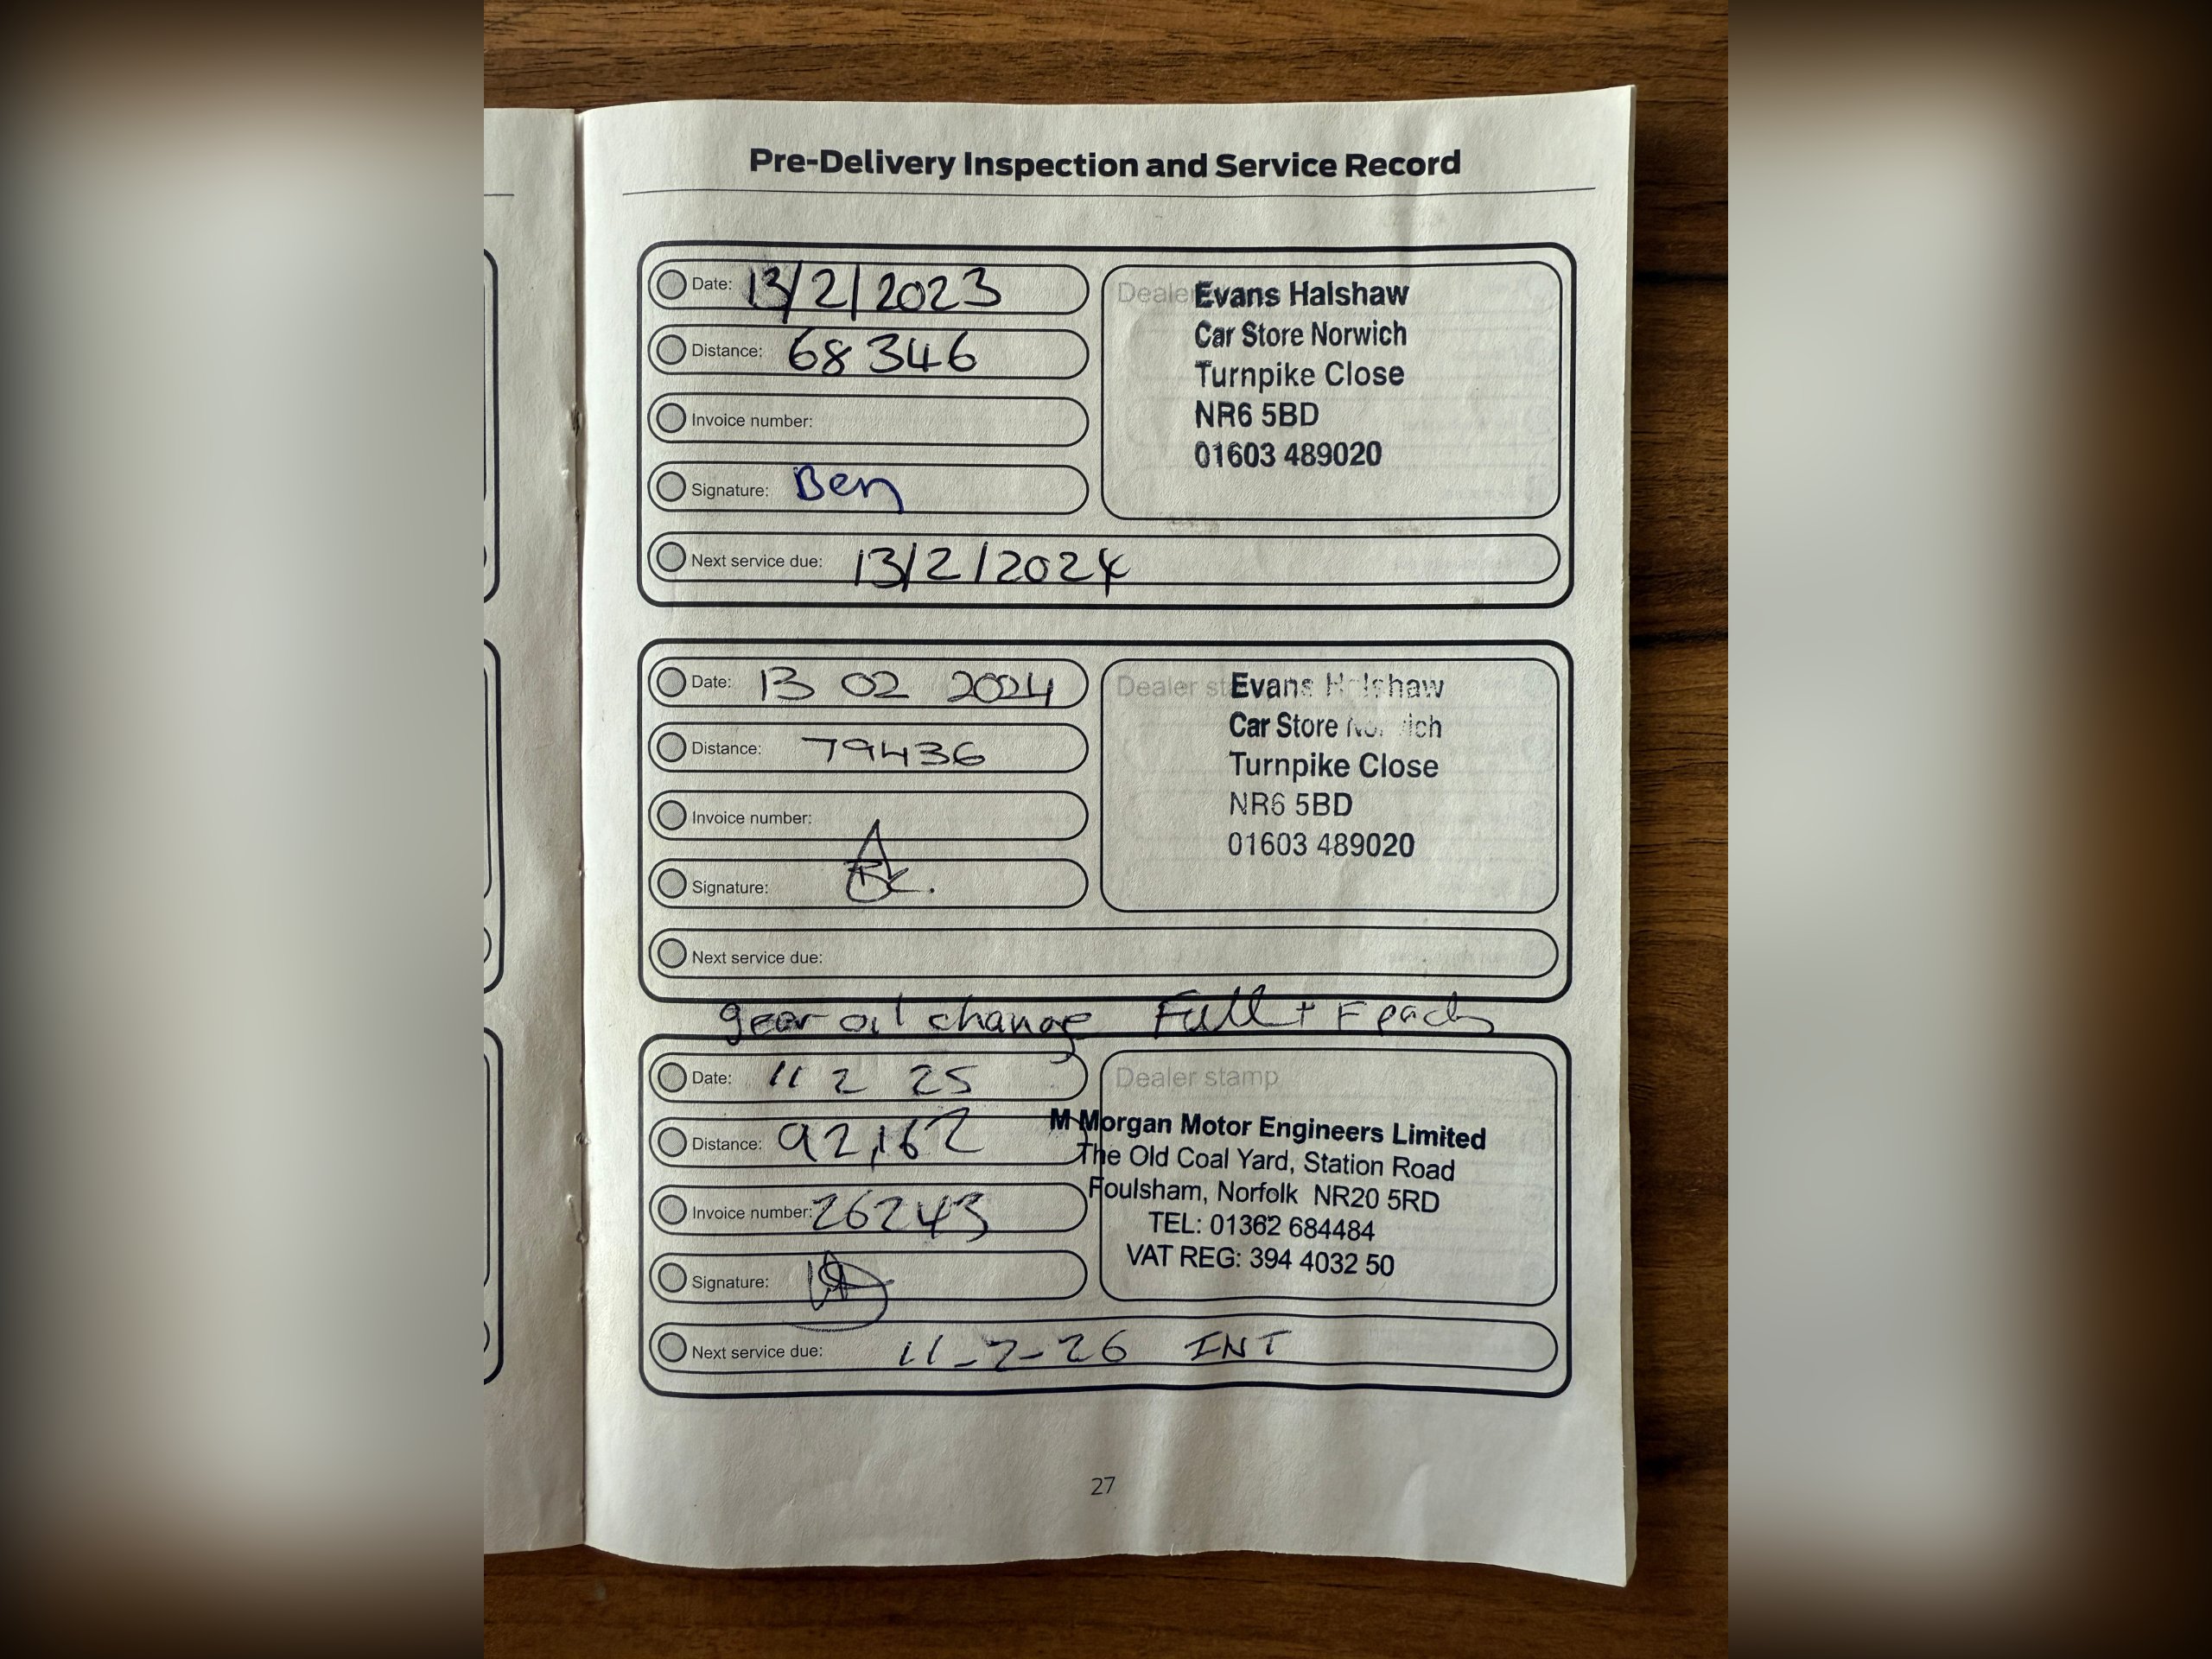 Pre-Delivery Inspection and Service Record
Date: 13/2/2023
Distance: 68346
Invoice number:
Signature: Ben
Next service due: 13/2/2024
Dealer
Evans Halshaw
Car Store Norwich
Turnpike Close
NR6 5BD
01603 489020
Date: 13 02 2024
Distance: 79436
Invoice number:
Signature:
Next service due:
Dealer st
Evans Halshaw
Car Store Norwich
Turnpike Close
NR6 5BD
01603 489020
gear oil change Full +
Date: 11 2 25
Distance: 92,162
Invoice number: 26243
Signature:
Next service due: 11-2-26 INT
Dealer stamp
M Morgan Motor Engineers Limited
The Old Coal Yard, Station Road
Foulsham, Norfolk NR20 5RD
TEL: 01362 684484
VAT REG: 394 4032 50
27